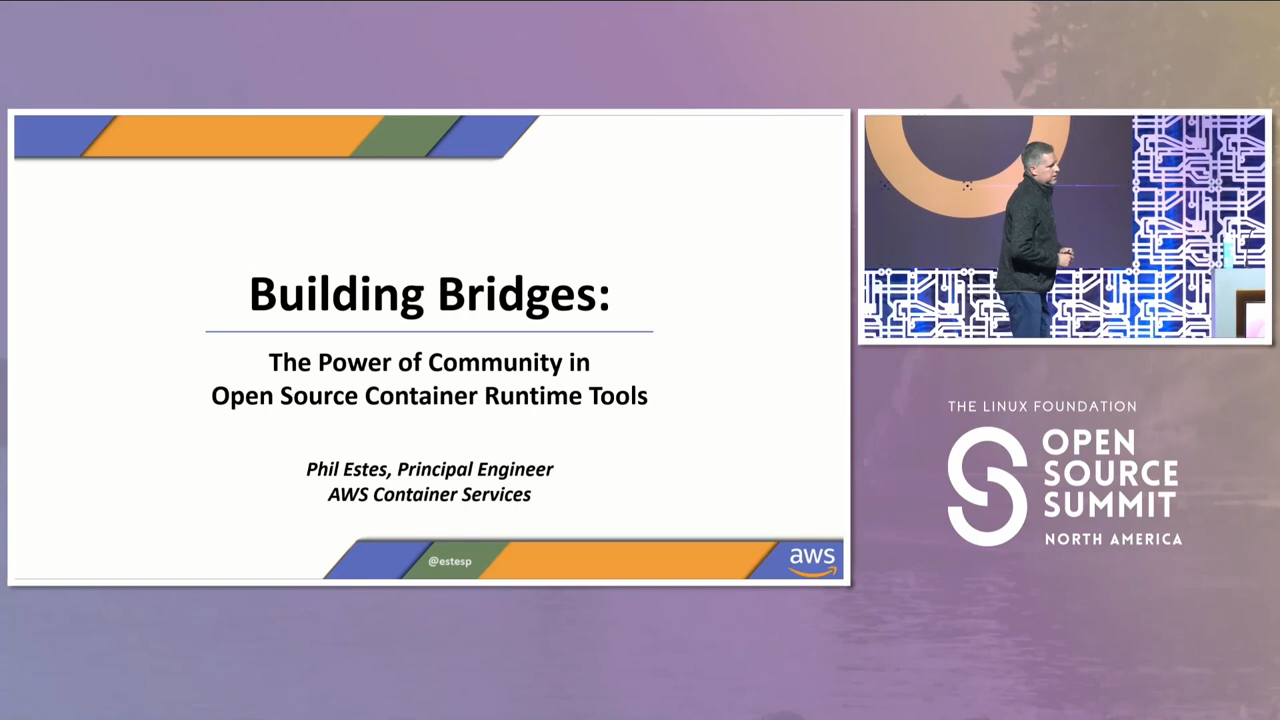 Building Bridges:
The Power of Community in
Open Source Container Runtime Tools
Phil Estes, Principal Engineer
AWS Container Services
@estesp
aws
THE LINUX FOUNDATION
OPEN
SOURCE
SUMMIT
NORTH AMERICA